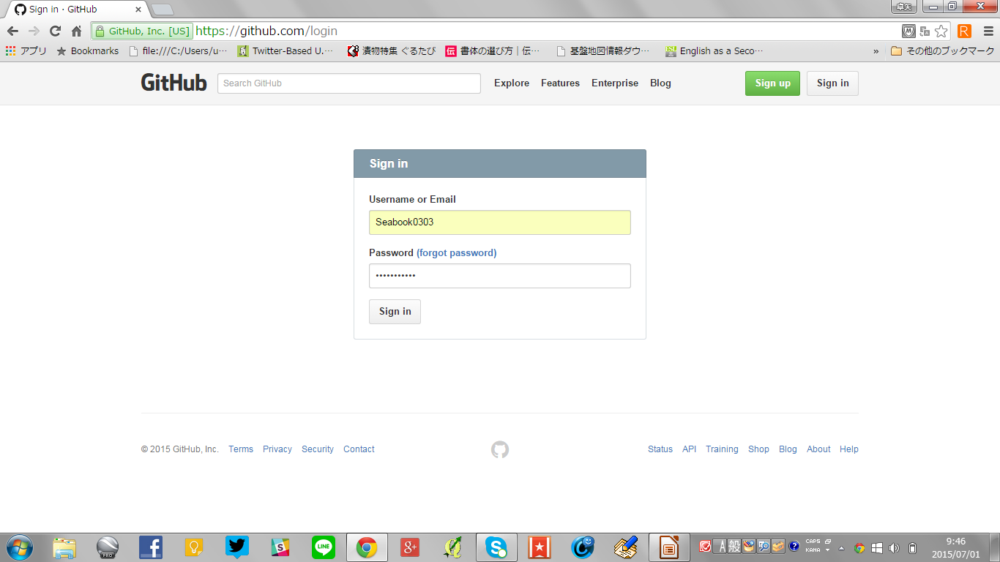 Sign in · GitHub
卓矢
GitHub, Inc. [US] https://github.com/login
アプリ Bookmarks file:///C:/Users/u… Twitter-Based U.… 漬物特集 ぐるたび 書体の選び方｜伝… 基盤地図情報ダウ… English as a Seco… » その他のブックマーク
GitHub Search GitHub Explore Features Enterprise Blog Sign up Sign in
Sign in
Username or Email
Seabook0303
Password (forgot password)
•••••••••••
Sign in
© 2015 GitHub, Inc. Terms Privacy Security Contact Status API Training Shop Blog About Help
PRO
LINE
g+
A 般
CAPS
KANA
9:46
2015/07/01